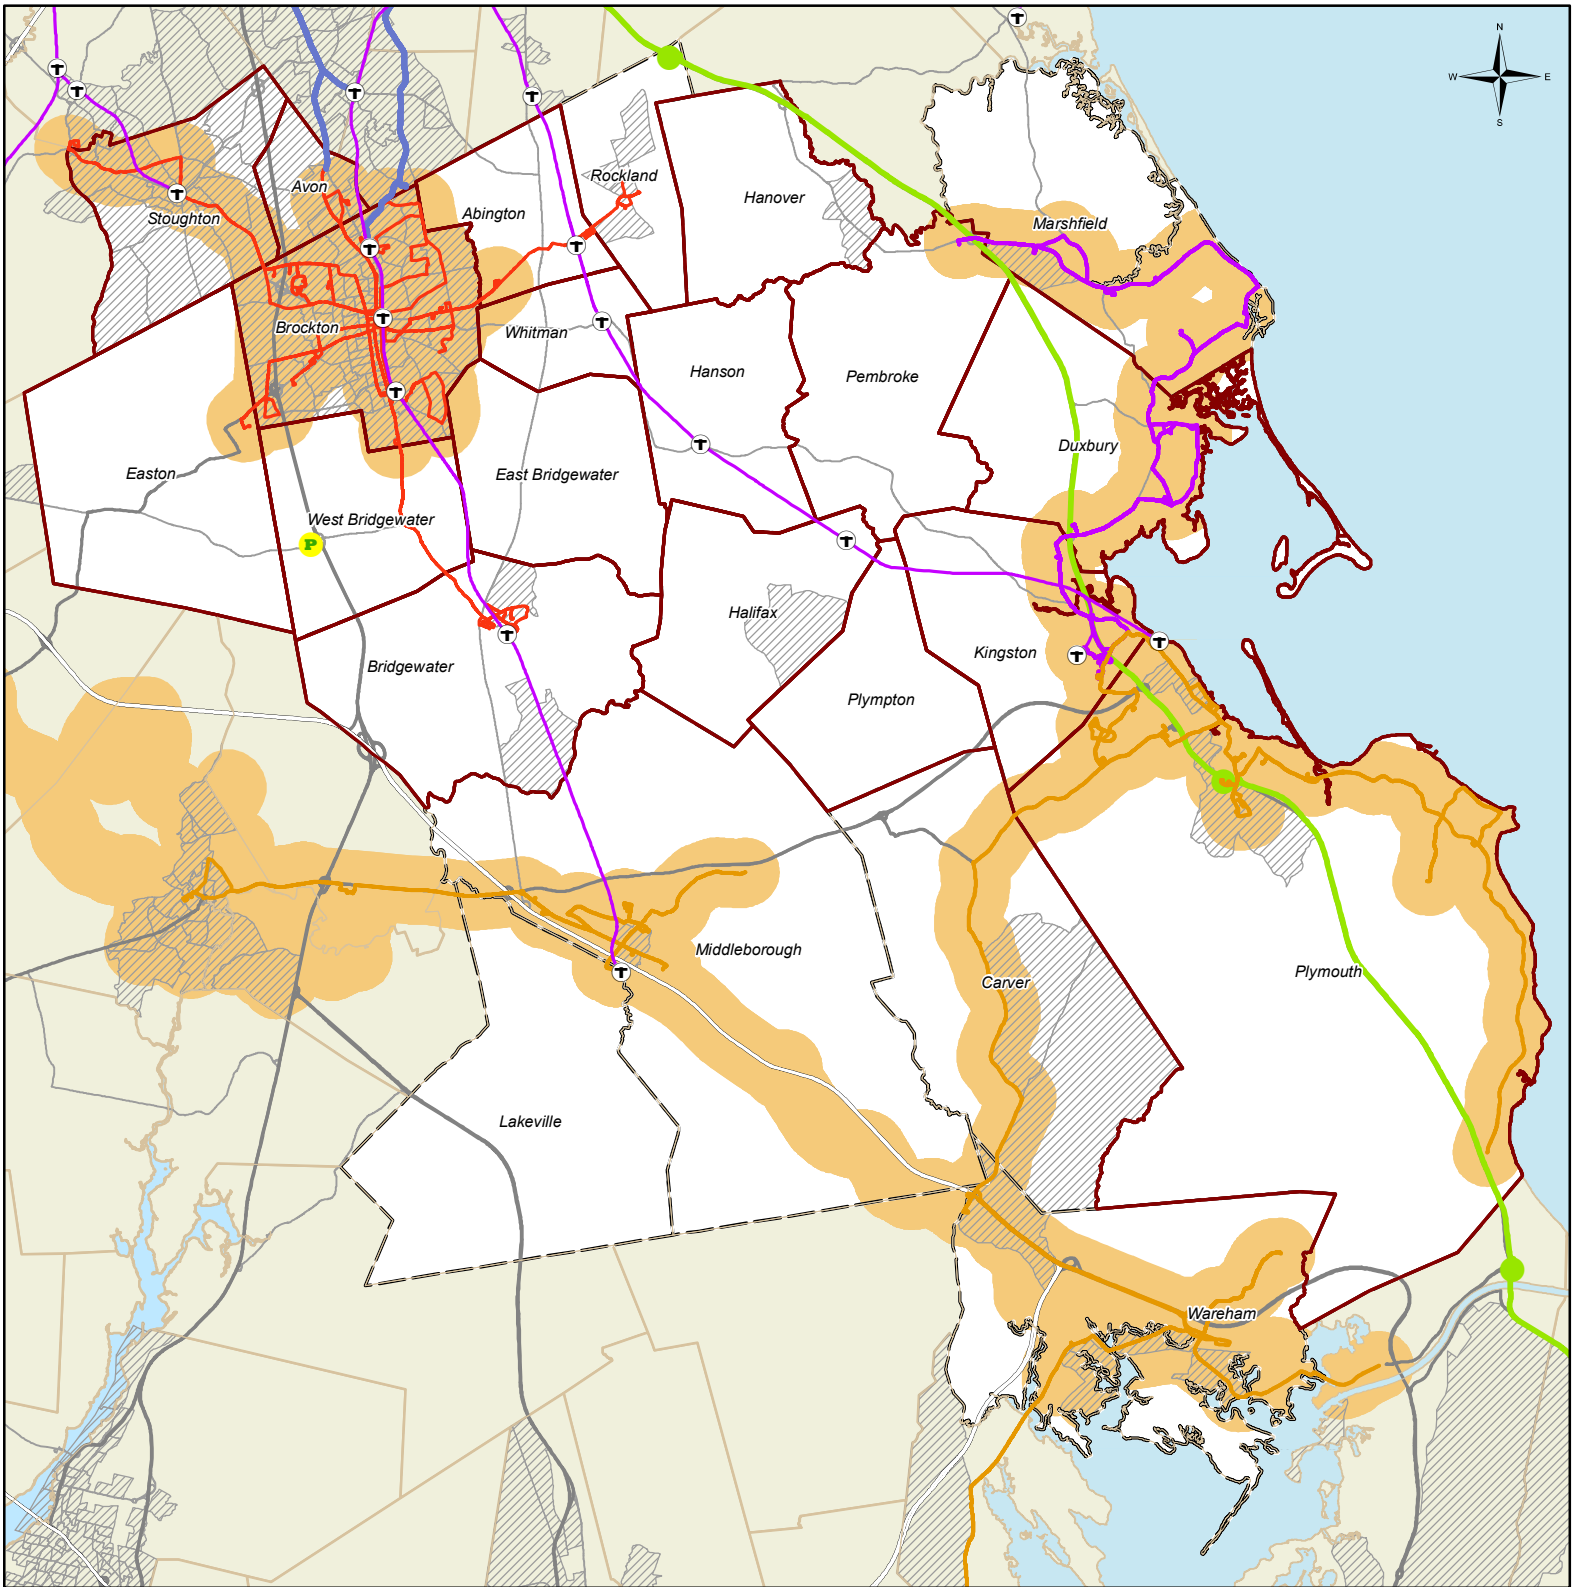 N
W E
S
T
T
T
T
T
Rockland
Avon
Hanover
T
Abington
Stoughton
Marshfield
T
T
T
T
Brockton
Whitman
Hanson
Pembroke
T
T
Duxbury
Easton
East Bridgewater
West Bridgewater
P
T
Halifax
T
T
Kingston
T
Bridgewater
Plympton
Middleborough
T
Plymouth
Carver
Lakeville
Wareham